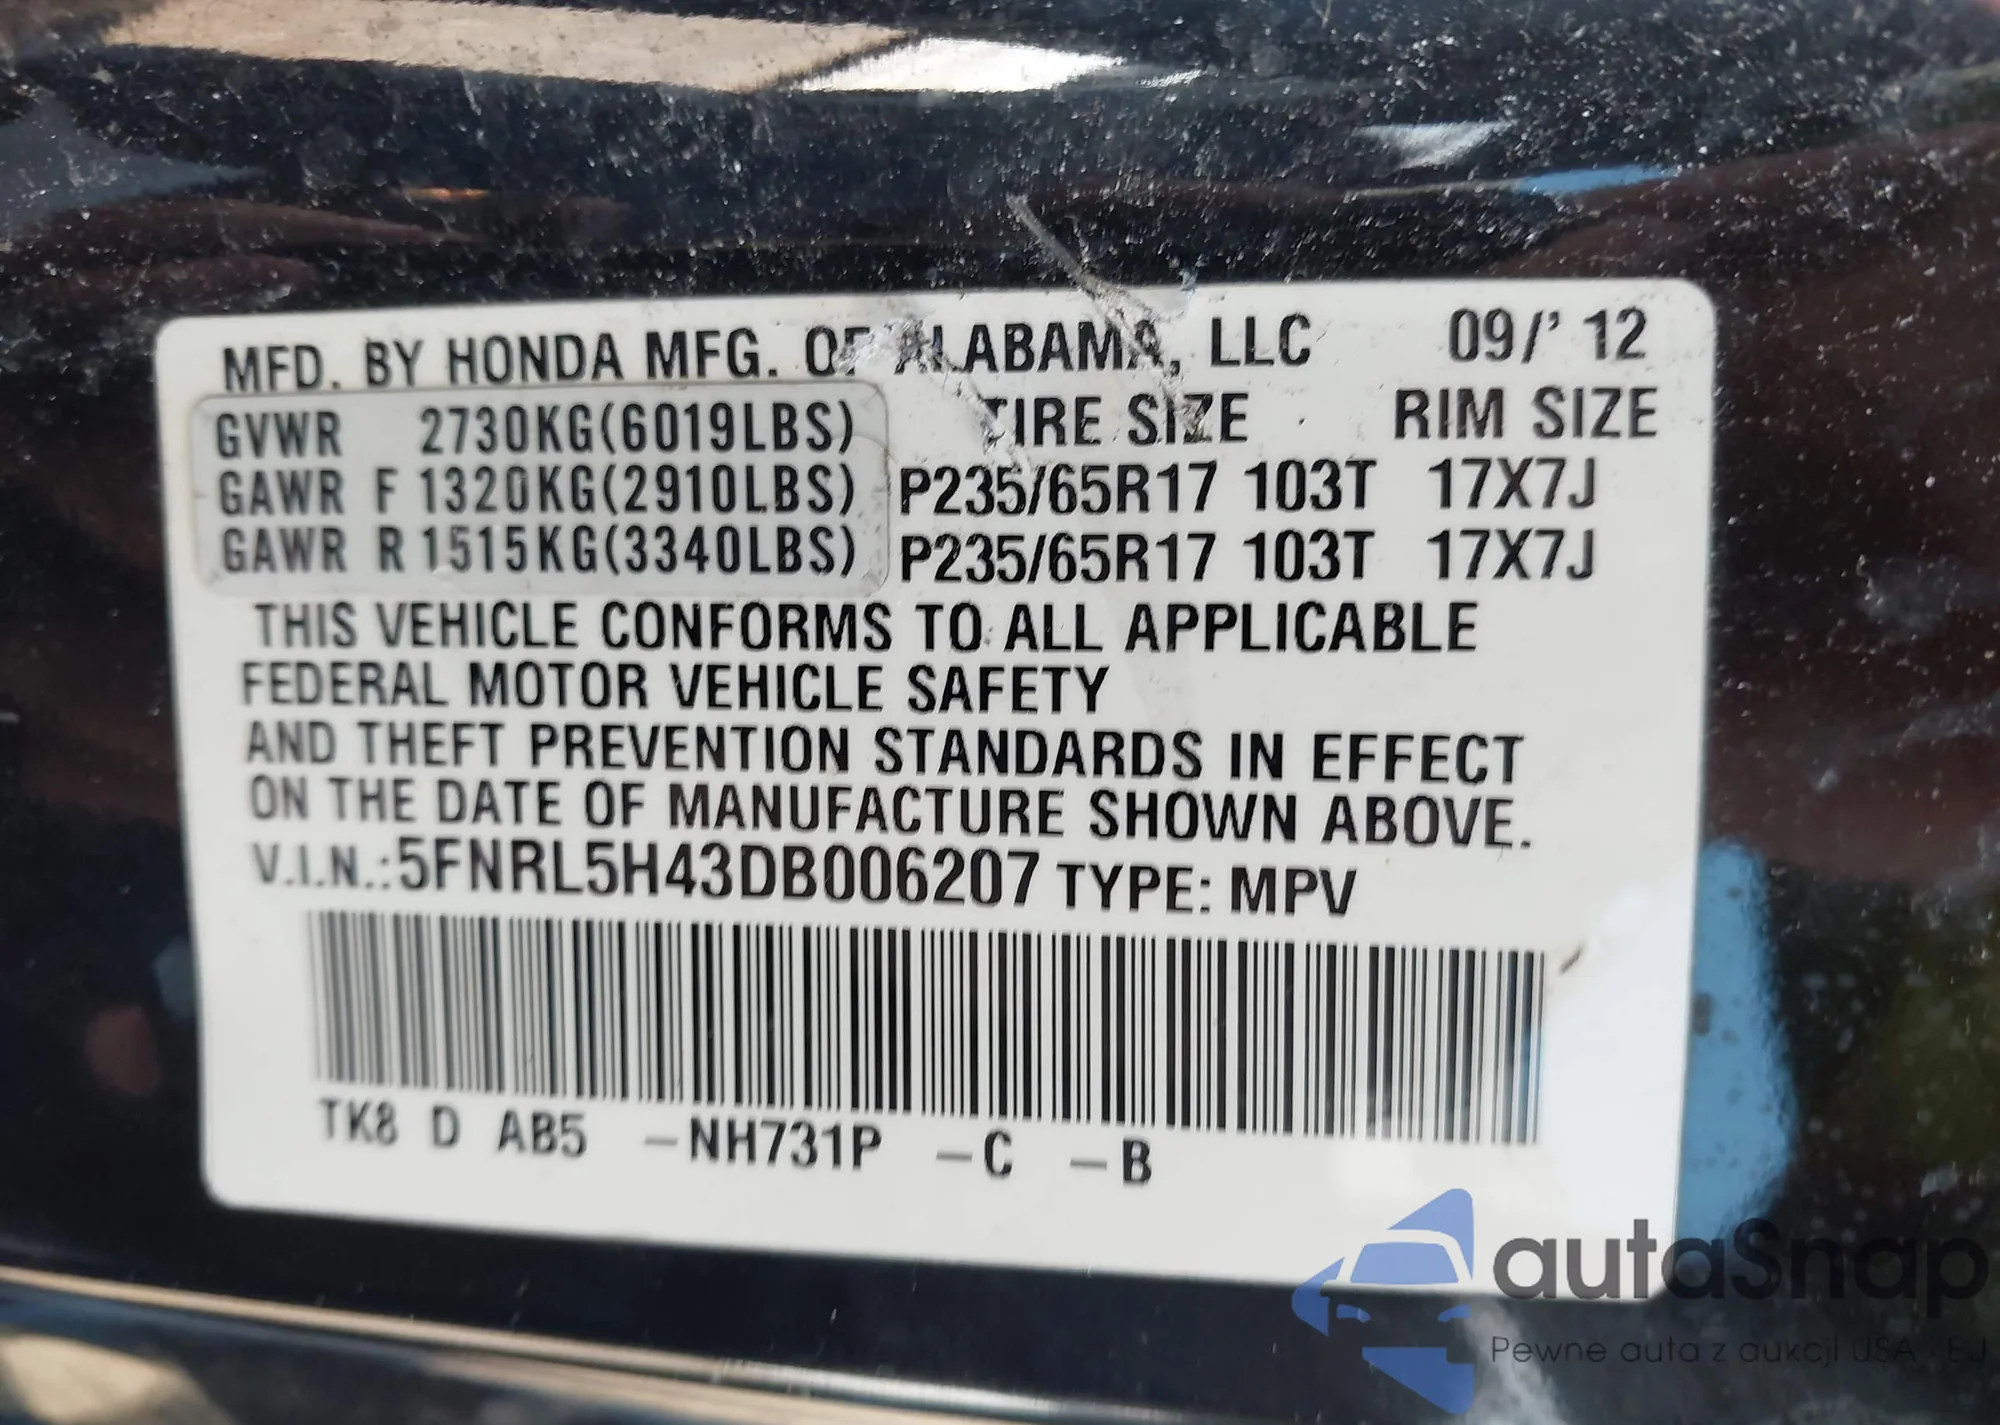 MFD. BY HONDA MFG. OF ALABAMA, LLC 09/'12
TIRE SIZE RIM SIZE
GVWR 2730KG(6019LBS)
GAWR F 1320KG(2910LBS) P235/65R17 103T 17X7J
GAWR R 1515KG(3340LBS) P235/65R17 103T 17X7J
THIS VEHICLE CONFORMS TO ALL APPLICABLE
FEDERAL MOTOR VEHICLE SAFETY
AND THEFT PREVENTION STANDARDS IN EFFECT
ON THE DATE OF MANUFACTURE SHOWN ABOVE.
V.I.N.:5FNRL5H43DB006207 TYPE: MPV
TK8 D AB5 -NH731P -C -B
autaSnap
Pewne auta z aukcji USA